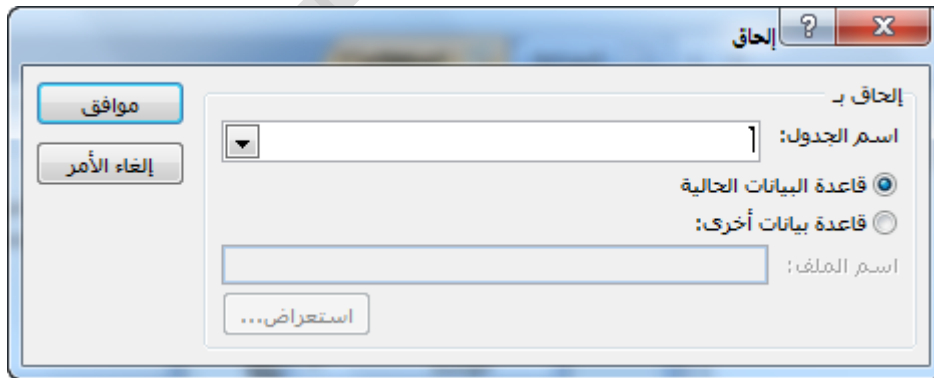 إلحاق
إلحاق بـ
اسم الجدول:
قاعدة البيانات الحالية
قاعدة بيانات أخرى:
اسم الملف:
استعراض...
موافق
إلغاء الأمر